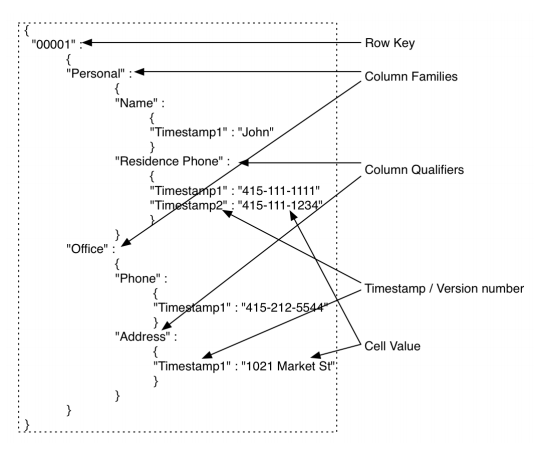 {
"00001" :
{
"Personal" :
{
"Name" :
{
"Timestamp1" : "John"
}
"Residence Phone" :
{
"Timestamp1" : "415-111-1111"
"Timestamp2" : "415-111-1234"
}
}
"Office" :
{
"Phone" :
{
"Timestamp1" : "415-212-5544"
}
"Address" :
{
"Timestamp1" : "1021 Market St"
}
}
}
}
Row Key
Column Families
Column Qualifiers
Timestamp / Version number
Cell Value